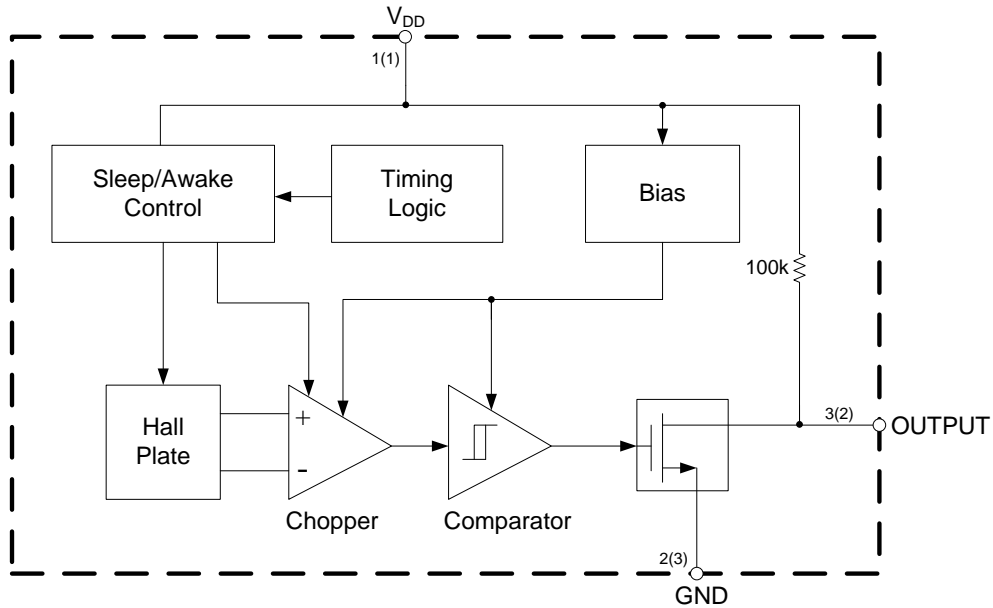 VDD
1(1)
Sleep/Awake
Control
Timing
Logic
Bias
100k
Hall
Plate
+
-
Chopper
Comparator
3(2)
OUTPUT
2(3)
GND